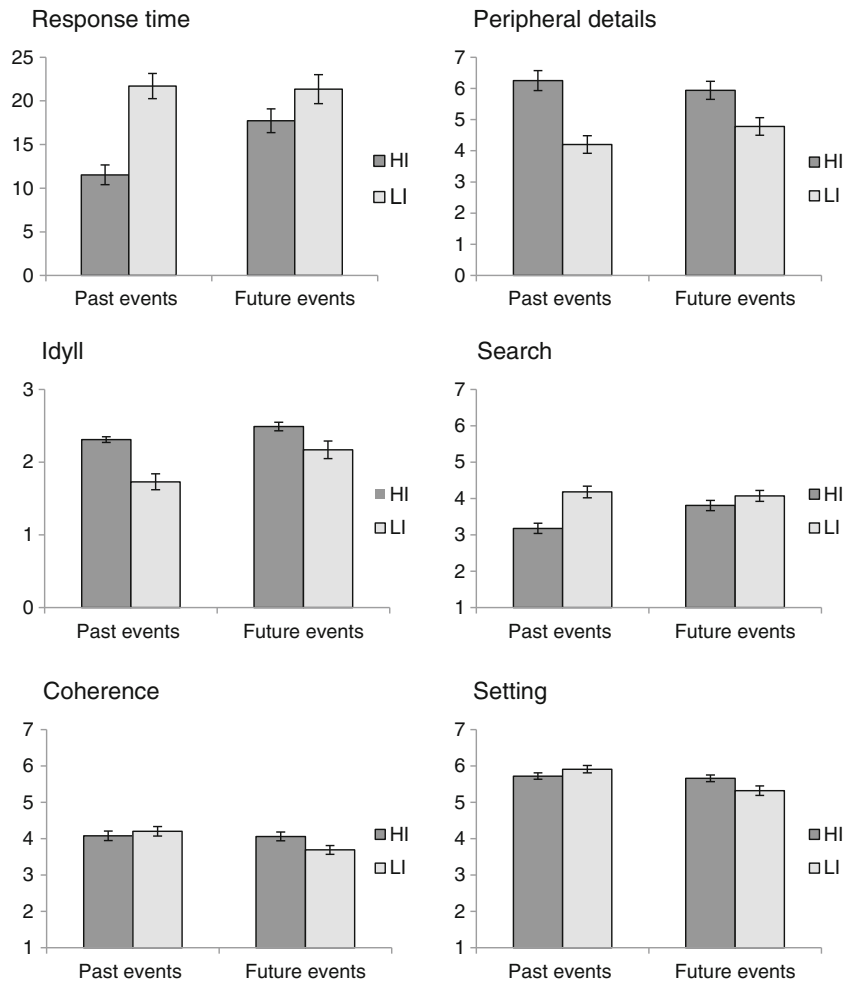 Response time
25
20
15
10
5
0
Past events Future events
HI
LI
Peripheral details
7
6
5
4
3
2
1
0
Past events Future events
HI
LI
Idyll
3
2
1
0
Past events Future events
HI
LI
Search
7
6
5
4
3
2
1
Past events Future events
HI
LI
Coherence
7
6
5
4
3
2
1
Past events Future events
HI
LI
Setting
7
6
5
4
3
2
1
Past events Future events
HI
LI